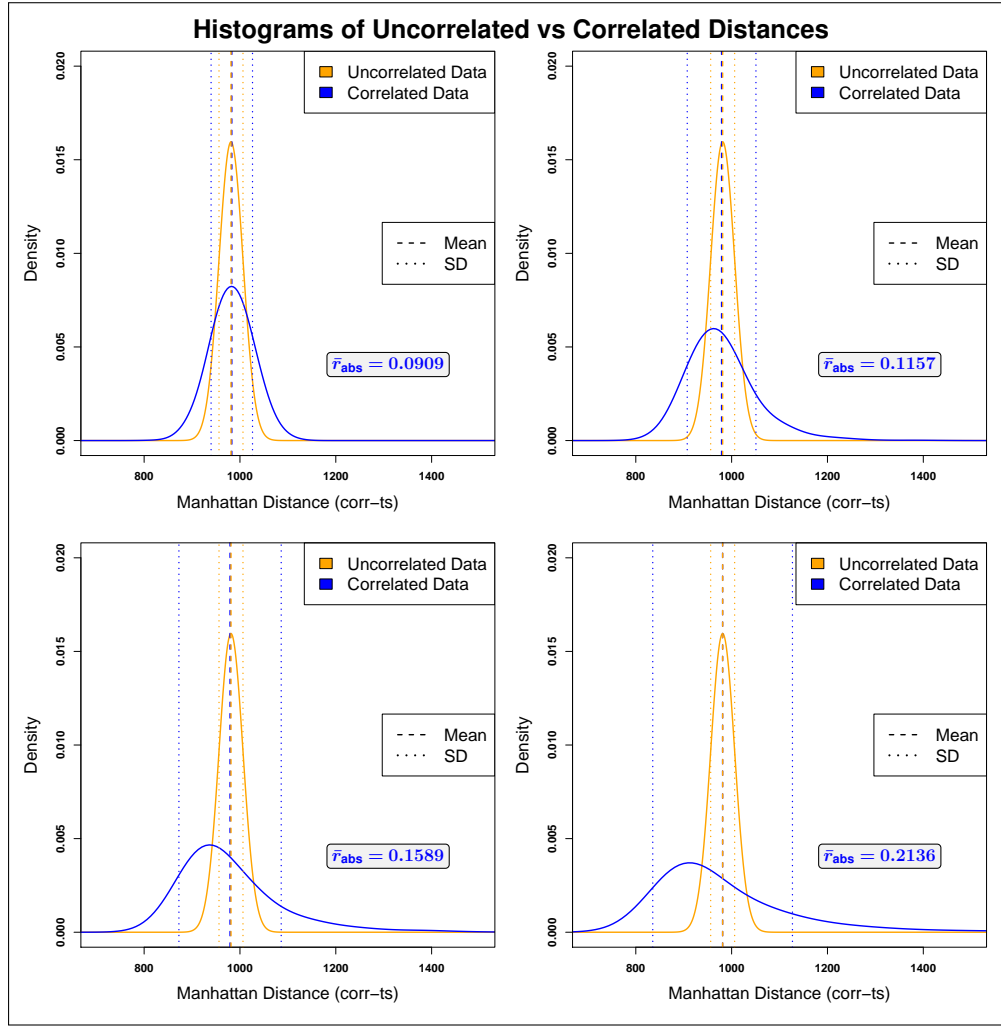 Histograms of Uncorrelated vs Correlated Distances
0.020
0.015
0.010
0.005
0.000
Density
Uncorrelated Data
Correlated Data
Mean
SD
r̄abs = 0.0909
800 1000 1200 1400
Manhattan Distance (corr−ts)
0.020
0.015
0.010
0.005
0.000
Density
Uncorrelated Data
Correlated Data
Mean
SD
r̄abs = 0.1157
800 1000 1200 1400
Manhattan Distance (corr−ts)
0.020
0.015
0.010
0.005
0.000
Density
Uncorrelated Data
Correlated Data
Mean
SD
r̄abs = 0.1589
800 1000 1200 1400
Manhattan Distance (corr−ts)
0.020
0.015
0.010
0.005
0.000
Density
Uncorrelated Data
Correlated Data
Mean
SD
r̄abs = 0.2136
800 1000 1200 1400
Manhattan Distance (corr−ts)